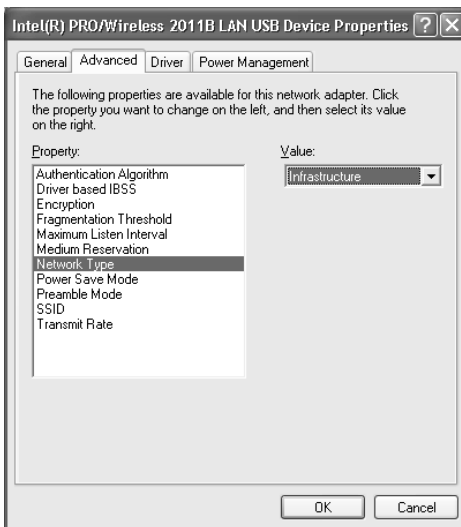 Intel(R) PRO/Wireless 2011B LAN USB Device Properties ? X
General Advanced Driver Power Management
The following properties are available for this network adapter. Click
the property you want to change on the left, and then select its value
on the right.
Property: Value:
Authentication Algorithm Infrastructure
Driver based IBSS
Encryption
Fragmentation Threshold
Maximum Listen Interval
Medium Reservation
Network Type
Power Save Mode
Preamble Mode
SSID
Transmit Rate
OK Cancel